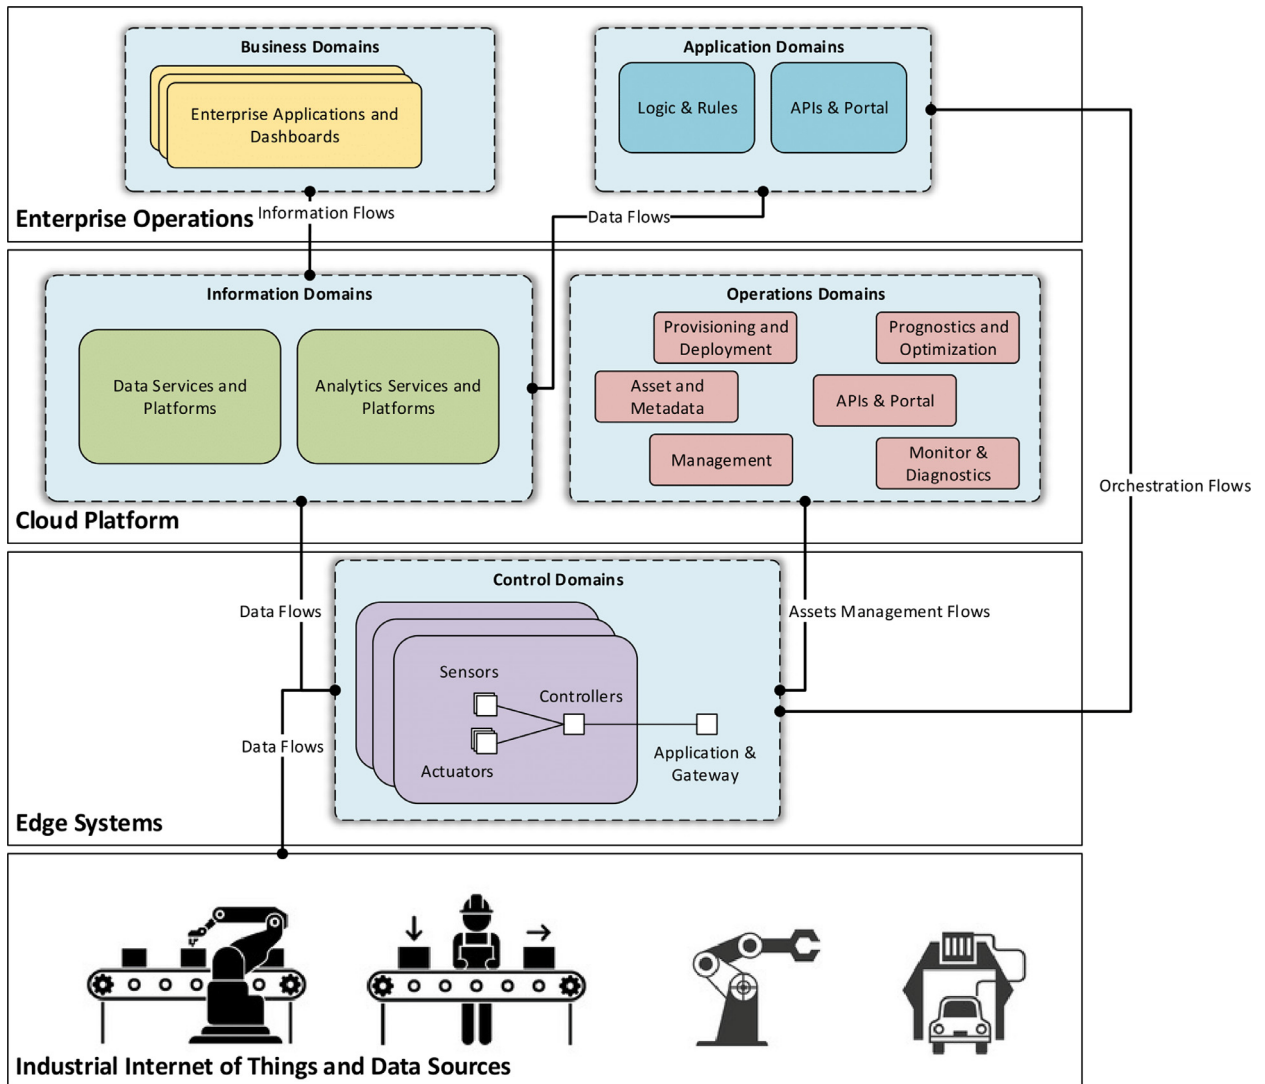 Business Domains
Enterprise Applications and
Dashboards
Application Domains
Logic & Rules
APIs & Portal
Enterprise Operations
Information Flows
Data Flows
Information Domains
Data Services and
Platforms
Analytics Services and
Platforms
Operations Domains
Provisioning and
Deployment
Prognostics and
Optimization
Asset and
Metadata
APIs & Portal
Management
Monitor &
Diagnostics
Orchestration Flows
Cloud Platform
Control Domains
Data Flows
Assets Management Flows
Sensors
Controllers
Data Flows
Actuators
Application &
Gateway
Edge Systems
Industrial Internet of Things and Data Sources